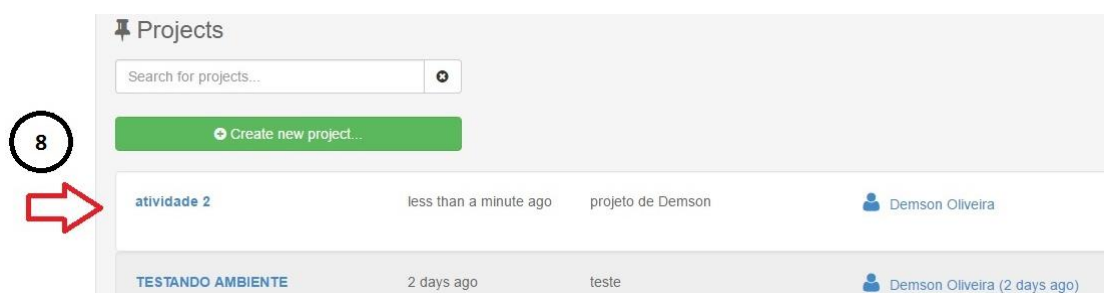 Projects
Search for projects...
Create new project...
8
atividade 2 less than a minute ago projeto de Demson Demson Oliveira
TESTANDO AMBIENTE 2 days ago teste Demson Oliveira (2 days ago)